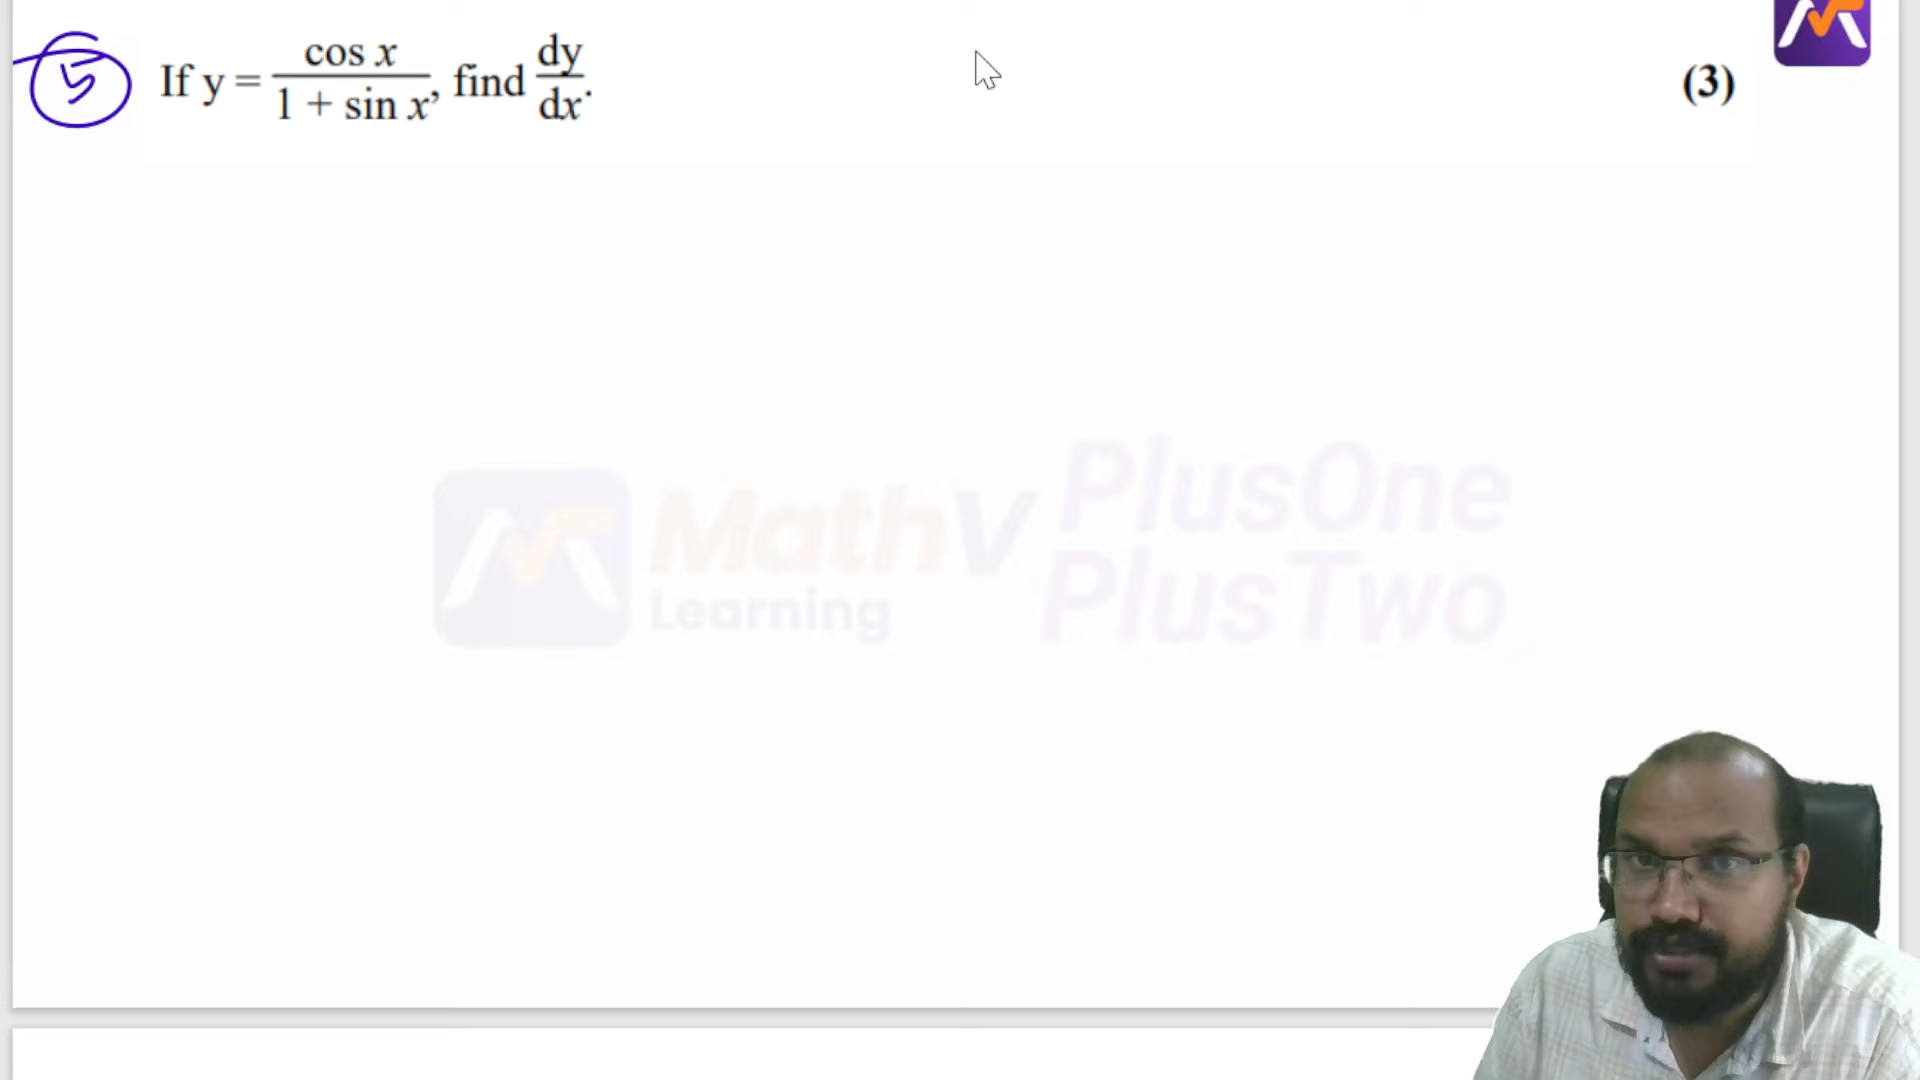 5 If y = cos x / 1 + sin x, find dy/dx. (3)
MathV PlusOne
Learning PlusTwo